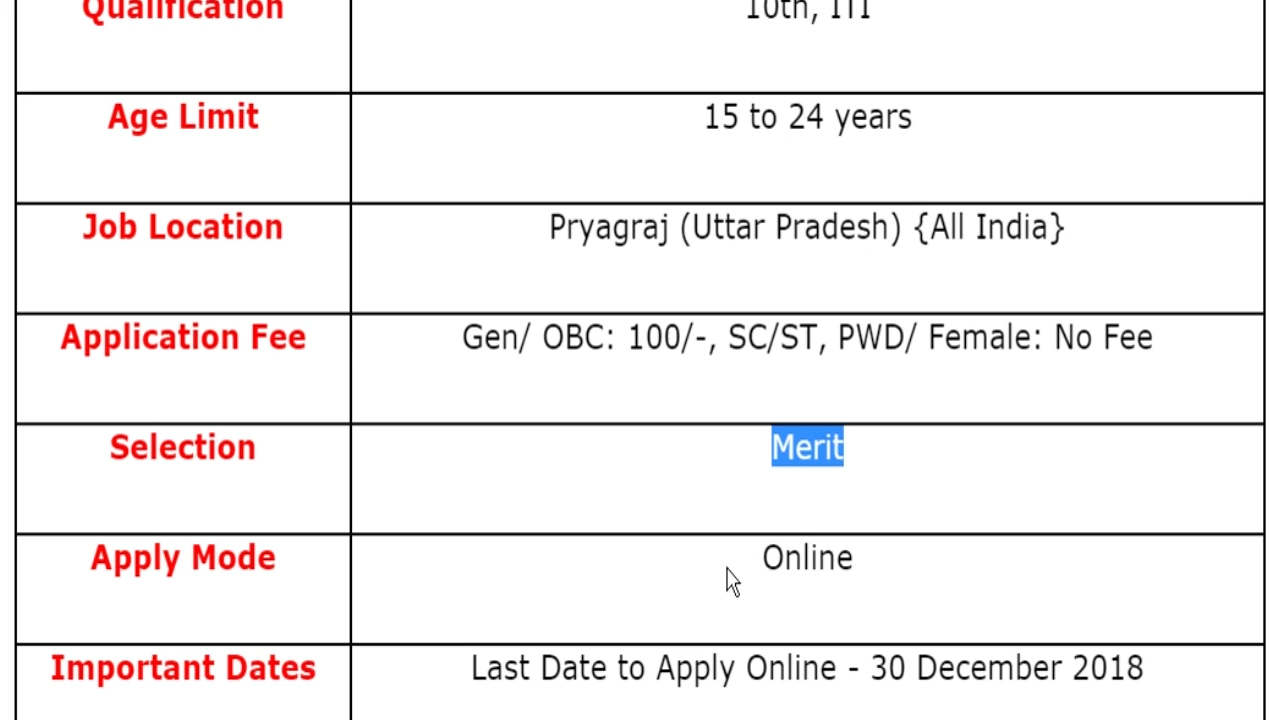 Qualification 10th, ITI
Age Limit 15 to 24 years
Job Location Pryagraj (Uttar Pradesh) {All India}
Application Fee Gen/ OBC: 100/-, SC/ST, PWD/ Female: No Fee
Selection Merit
Apply Mode Online
Important Dates Last Date to Apply Online - 30 December 2018